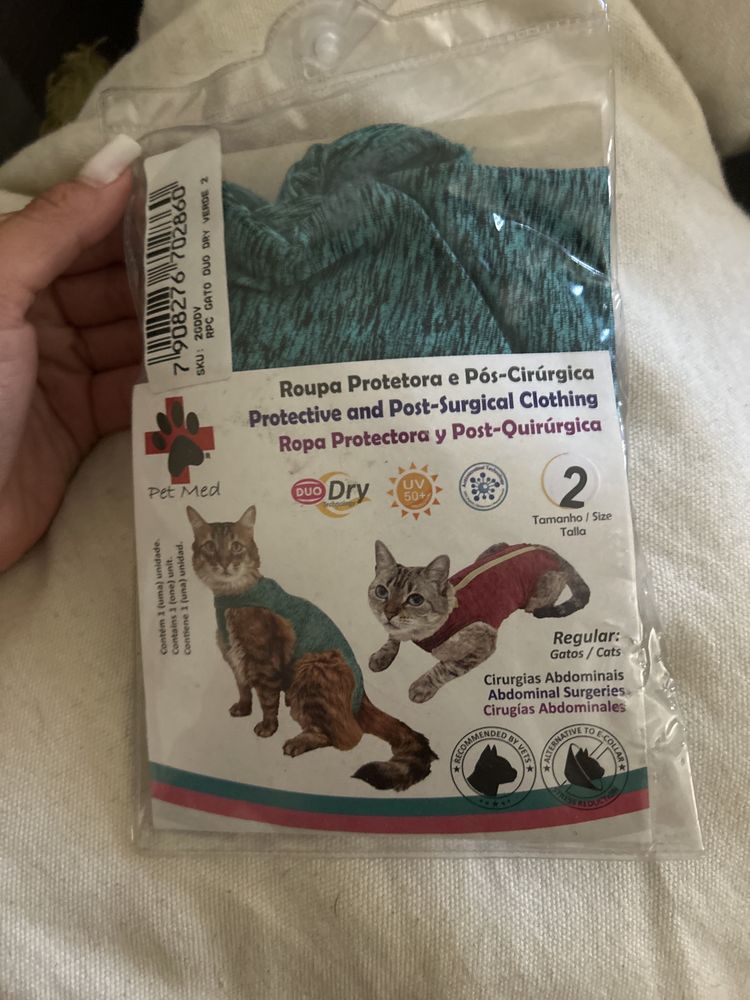 7 908276 702860
SKU: 2GDDV
RPC GATO DUO DRY VERDE 2
Roupa Protetora e Pós-Cirúrgica
Protective and Post-Surgical Clothing
Ropa Protectora y Post-Quirúrgica
Pet Med
DUO Dry
Technology
UV
50+
2
Tamanho / Size
Talla
Contém 1 (uma) unidade.
Contains 1 (one) unit.
Contiene 1 (una) unidad.
Regular:
Gatos / Cats
Cirurgias Abdominais
Abdominal Surgeries
Cirugías Abdominales
RECOMMENDED BY VETS
ALTERNATIVE TO E-COLLAR
STRESS REDUCTION